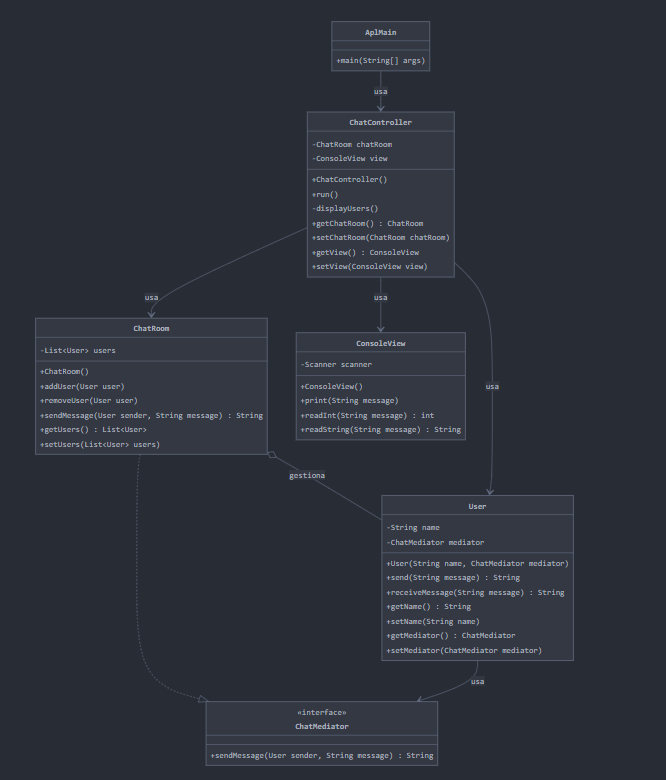 AplMain
+main(String[] args)
usa
ChatController
-ChatRoom chatRoom
-ConsoleView view
+ChatController()
+run()
-displayUsers()
+getChatRoom() : ChatRoom
+setChatRoom(ChatRoom chatRoom)
+getView() : ConsoleView
+setView(ConsoleView view)
usa
usa
usa
ChatRoom
-List<User> users
+ChatRoom()
+addUser(User user)
+removeUser(User user)
+sendMessage(User sender, String message) : String
+getUsers() : List<User>
+setUsers(List<User> users)
ConsoleView
-Scanner scanner
+ConsoleView()
+print(String message)
+readInt(String message) : int
+readString(String message) : String
gestiona
User
-String name
-ChatMediator mediator
+User(String name, ChatMediator mediator)
+send(String message) : String
+receiveMessage(String message) : String
+getName() : String
+setName(String name)
+getMediator() : ChatMediator
+setMediator(ChatMediator mediator)
usa
«interface»
ChatMediator
+sendMessage(User sender, String message) : String